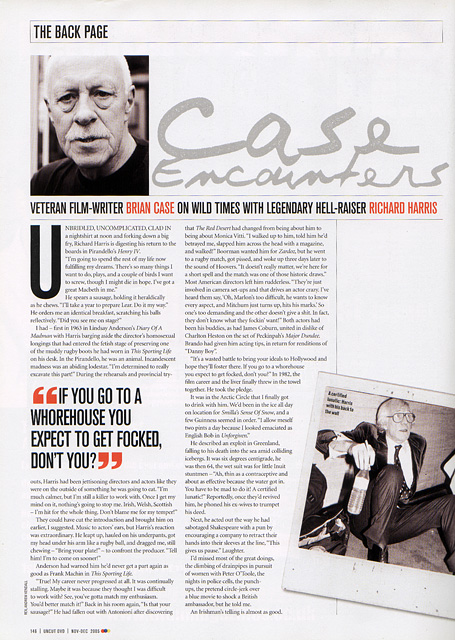 THE BACK PAGE
Case
Encounters
VETERAN FILM-WRITER BRIAN CASE ON WILD TIMES WITH LEGENDARY HELL-RAISER RICHARD HARRIS
UNBRIDLED, UNCOMPLICATED, CLAD IN
a nightshirt at noon and forking down a big
fry, Richard Harris is digesting his return to the
boards in Pirandello's Henry IV.
"I'm going to spend the rest of my life now
fulfilling my dreams. There's so many things I
want to do, plays, and a couple of birds I want
to screw, though I might die in hope. I've got a
great Macbeth in me."
He spears a sausage, holding it heraldically
as he chews. "I'll take a year to prepare Lear. Do it my way."
He orders me an identical breakfast, scratching his balls
reflectively. "Did you see me on stage?"
I had – first in 1963 in Lindsay Anderson's Diary Of A
Madman with Harris barging aside the director's homosexual
longings that had entered the Irish stage of preserving one
of the muddy rugby boots he had worn in This Sporting Life
on his desk. In the Pirandello, he was an animal. Incandescent
madness was an abiding lodestar. "I'm determined to really
excavate this part!" During the rehearsals and provincial try-
"IF YOU GO TO A
WHOREHOUSE YOU
EXPECT TO GET FOCKED,
DON'T YOU?"
outs, Harris had been petitioning directors and actors like they
were on the outside of something he was going to eat. "I'm
much calmer, but I'm still a killer to work with. Once I get my
mind on it, nothing's going to stop me. Irish, Welsh, Scottish
– I'm hit for the whole thing. Don't blame me for my temper!"
They could have cut the introduction and brought him on
earlier, I suggested. Music to actors' ears, but Harris's reaction
was extraordinary. He leapt up, hauled on his underpants, got
my head under his arm like a rugby ball, and dragged me, still
chewing – "Bring your plate!" – to confront the producer. "Tell
him! I'm to come on sooner!"
Anderson had warned him he'd never get a part again as
good as Frank Machin in This Sporting Life.
"True! My career never progressed at all. It was continually
stalling. Maybe it was because they thought I was difficult
to work with? See, you've gotta match my enthusiasms.
You'd better match it!" Back in his room again, "Is that your
sausage?" He had fallen out with Antonioni after discovering
that The Red Desert had changed from being about him to
being about Monica Vitti. "I walked up to him, told him he'd
betrayed me, slapped him across the head with a magazine,
and walked!" Boorman wanted him for Zardoz, but he went
to a rugby match, got pissed, and woke up three days later
to the sound of Hoovers. "It doesn't really matter, we're here for
a short spell and the match was one of those historic draws."
Most American directors left him rudderless. "They're just
involved in camera set-ups and that drives an actor crazy. I've
heard them say, 'Oh, Marlon's too difficult, he wants to know
every aspect, and Mitchum just turns up, hits his marks.' So
one's too demanding and the other doesn't give a shit. In fact,
they don't know what they fockin' want!" Both actors had
been his buddies, as had James Coburn, united in dislike of
Charlton Heston on the set of Peckinpah's Major Dundee.
Brando had given him acting tips, in return for renditions of
"Danny Boy".
"It's a wasted battle to bring your ideals to Hollywood and
hope they'll foster there. If you go to a whorehouse
you expect to get focked, don't you?" In 1982, the
film career and the liver finally threw in the towel
together. He took the pledge.
It was in the Arctic Circle that I finally got
to drink with him. We'd been in the ice all day
on location for Smilla's Sense Of Snow, and a
few Guinness seemed in order. "I allow meself
two pints a day because I looked emaciated as
English Bob in Unforgiven."
He described an exploit in Greenland,
falling to his death into the sea amid colliding
icebergs. It was six degrees centigrade, he
was then 64, the wet suit was for little Inuit
stuntmen – "Ah, thin as a contraceptive and
about as effective because the water got in.
You have to be mad to do it! A certified
lunatic!" Reportedly, once they'd revived
him, he phoned his ex-wives to trumpet
his deed.
Next, he acted out the way he had
sabotaged Shakespeare with a pun by
encouraging a company to retract their
hands into their sleeves at the line, "This
gives us pause." Laughter.
I'd missed most of the great doings,
the climbing of drainpipes in pursuit
of women with Peter O'Toole, the
nights in police cells, the punch-
ups, the pretend circle-jerk over
a blue movie to shock a British
ambassador, but he told me.
An Irishman's telling is almost as good.
A certified
lunatic: Harris
with his back to
the wall
146 | UNCUT DVD | NOV-DEC 2005